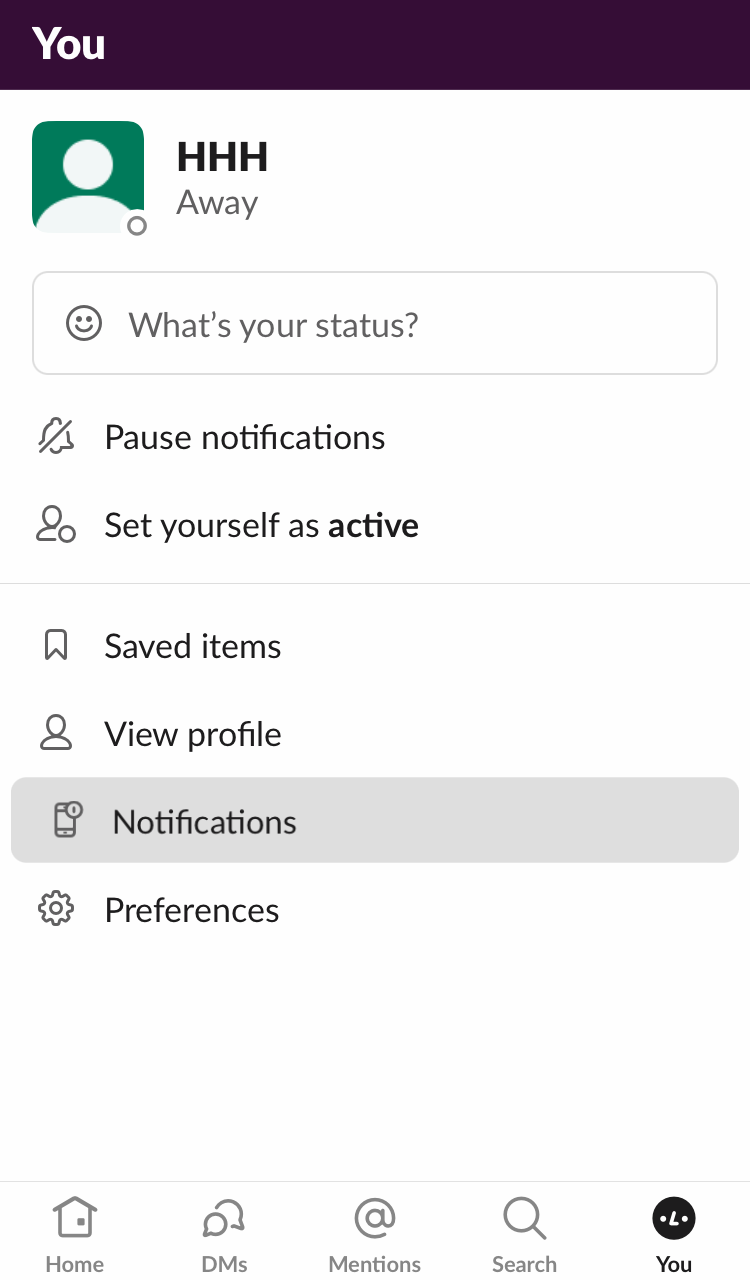 You
HHH
Away
What’s your status?
Pause notifications
Set yourself as active
Saved items
View profile
Notifications
Preferences
Home
DMs
Mentions
Search
You